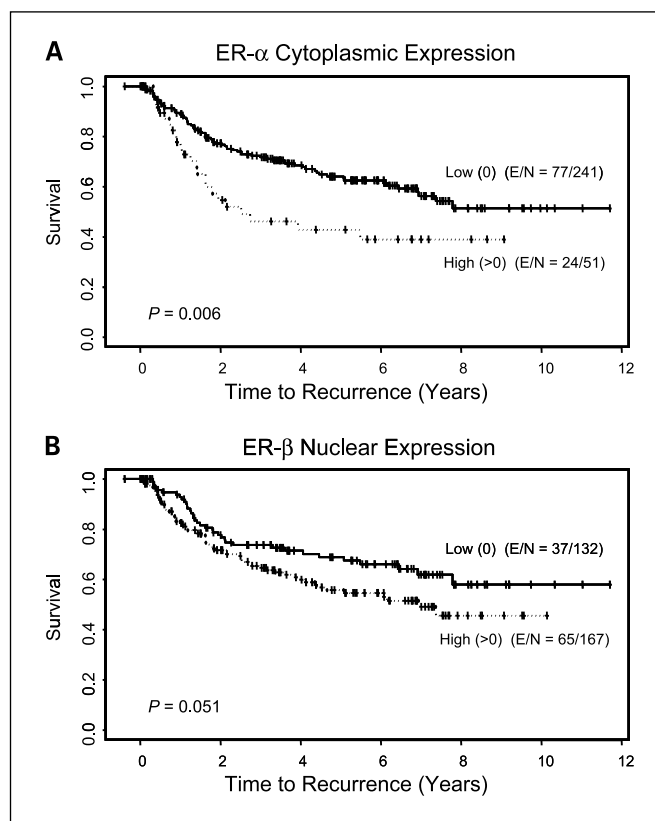 A
ER-α Cytoplasmic Expression
Survival
1.0
0.8
0.6
0.4
0.2
0.0
Low (0) (E/N = 77/241)
High (>0) (E/N = 24/51)
P = 0.006
0 2 4 6 8 10 12
Time to Recurrence (Years)
B
ER-β Nuclear Expression
Survival
1.0
0.8
0.6
0.4
0.2
0.0
Low (0) (E/N = 37/132)
High (>0) (E/N = 65/167)
P = 0.051
0 2 4 6 8 10 12
Time to Recurrence (Years)